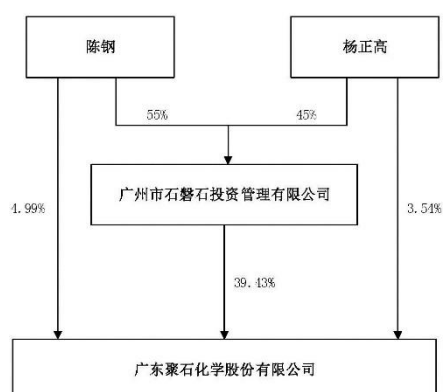 陈钢
杨正高
55%
45%
广州市石磐石投资管理有限公司
4.99%
3.54%
39.43%
广东聚石化学股份有限公司